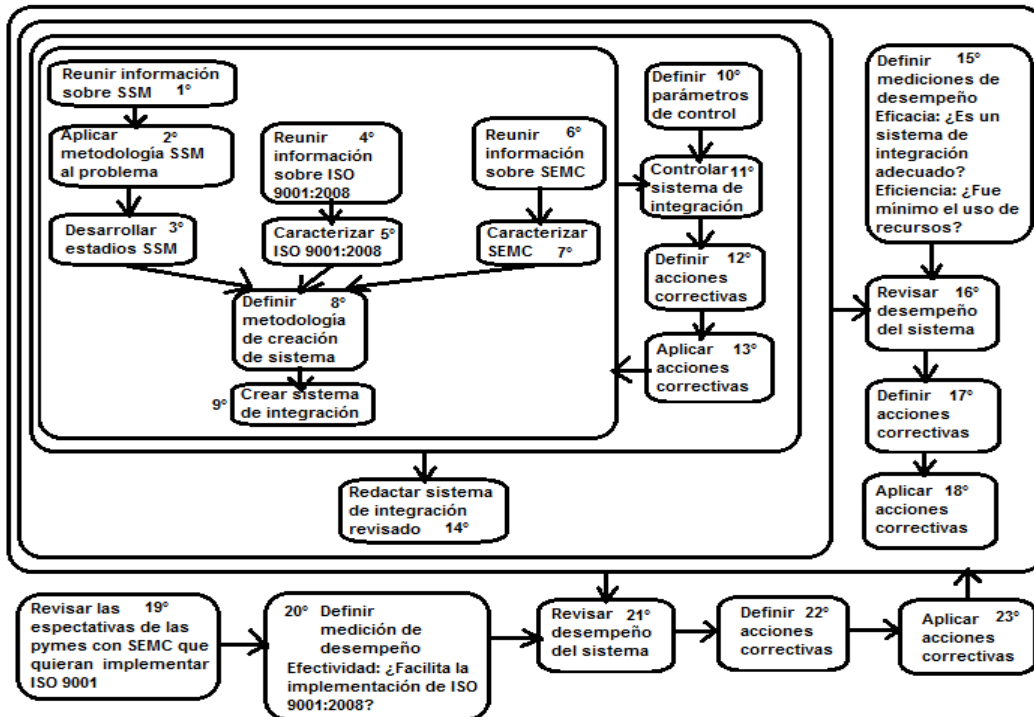 Reunir información
sobre SSM 1°
Aplicar 2°
metodología SSM
al problema
Desarrollar 3°
estadios SSM
Reunir 4°
información
sobre ISO
9001:2008
Caracterizar 5°
ISO 9001:2008
Reunir 6°
información
sobre SEMC
Caracterizar
SEMC 7°
Definir 8°
metodología
de creación
de sistema
9° Crear sistema
de integración
Definir 10°
parámetros
de control
Controlar 11°
sistema de
integración
Definir 12°
acciones
correctivas
Aplicar 13°
acciones
correctivas
Redactar sistema
de integración
revisado 14°
Definir 15°
mediciones de
desempeño
Eficacia: ¿Es un
sistema de
integración
adecuado?
Eficiencia: ¿Fue
mínimo el uso de
recursos?
Revisar 16°
desempeño
del sistema
Definir 17°
acciones
correctivas
Aplicar 18°
acciones
correctivas
Revisar las 19°
espectativas de las
pymes con SEMC que
quieran implementar
ISO 9001
20° Definir
medición de
desempeño
Efectividad: ¿Facilita la
implementación de ISO
9001:2008?
Revisar 21°
desempeño
del sistema
Definir 22°
acciones
correctivas
Aplicar 23°
acciones
correctivas